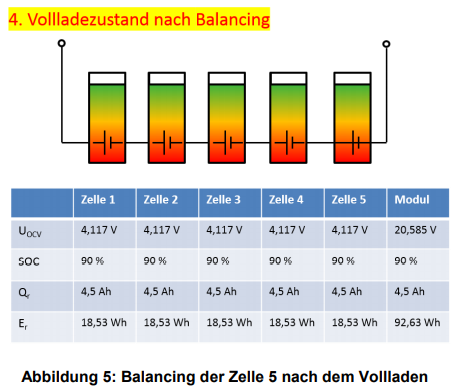 4. Vollladezustand nach Balancing
Zelle 1 Zelle 2 Zelle 3 Zelle 4 Zelle 5 Modul
UOCV 4,117 V 4,117 V 4,117 V 4,117 V 4,117 V 20,585 V
SOC 90 % 90 % 90 % 90 % 90 % 90 %
Qr 4,5 Ah 4,5 Ah 4,5 Ah 4,5 Ah 4,5 Ah 4,5 Ah
Er 18,53 Wh 18,53 Wh 18,53 Wh 18,53 Wh 18,53 Wh 92,63 Wh
Abbildung 5: Balancing der Zelle 5 nach dem Vollladen